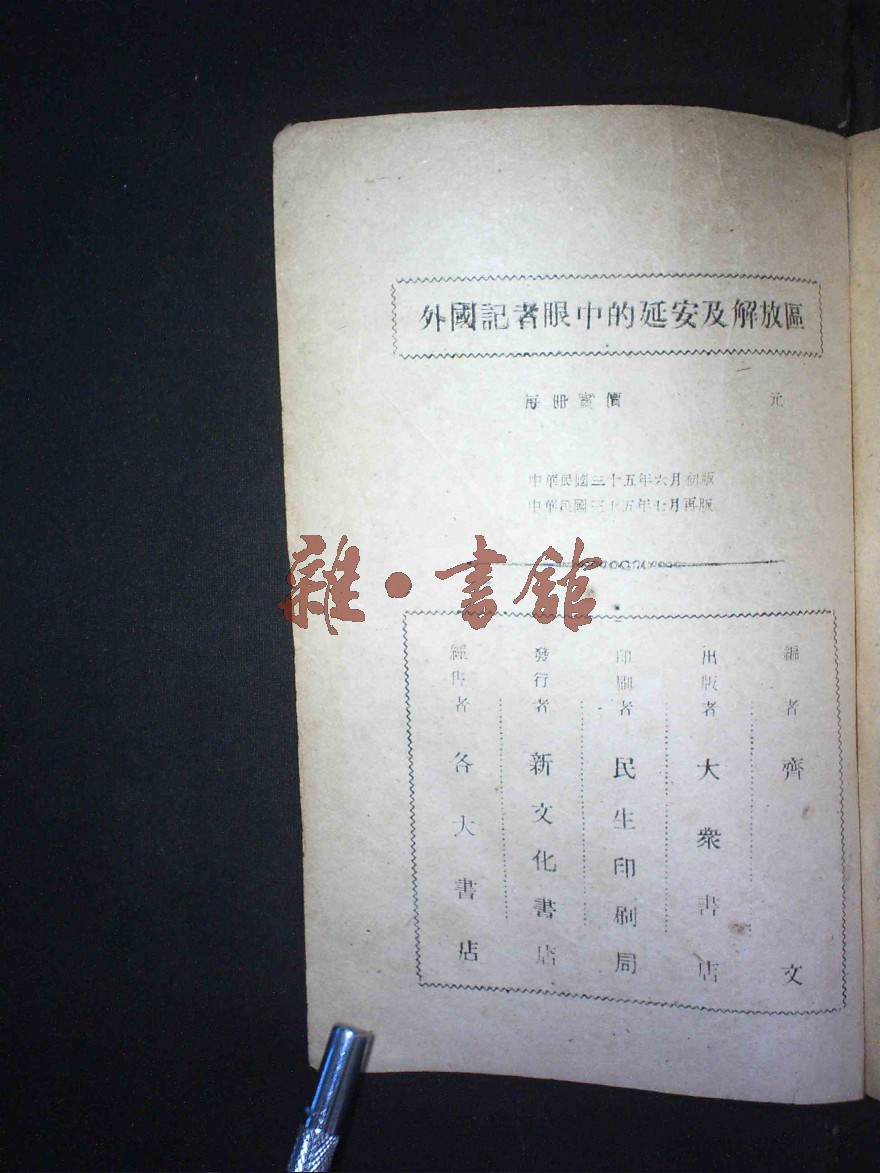 外國記者眼中的延安及解放區
每冊實價 元
中華民國三十五年六月初版
中華民國三十五年七月再版
雜·書館
編者 齊文
出版者 大衆書店
印刷者 民生印刷局
發行者 新文化書店
經售者 各大書店